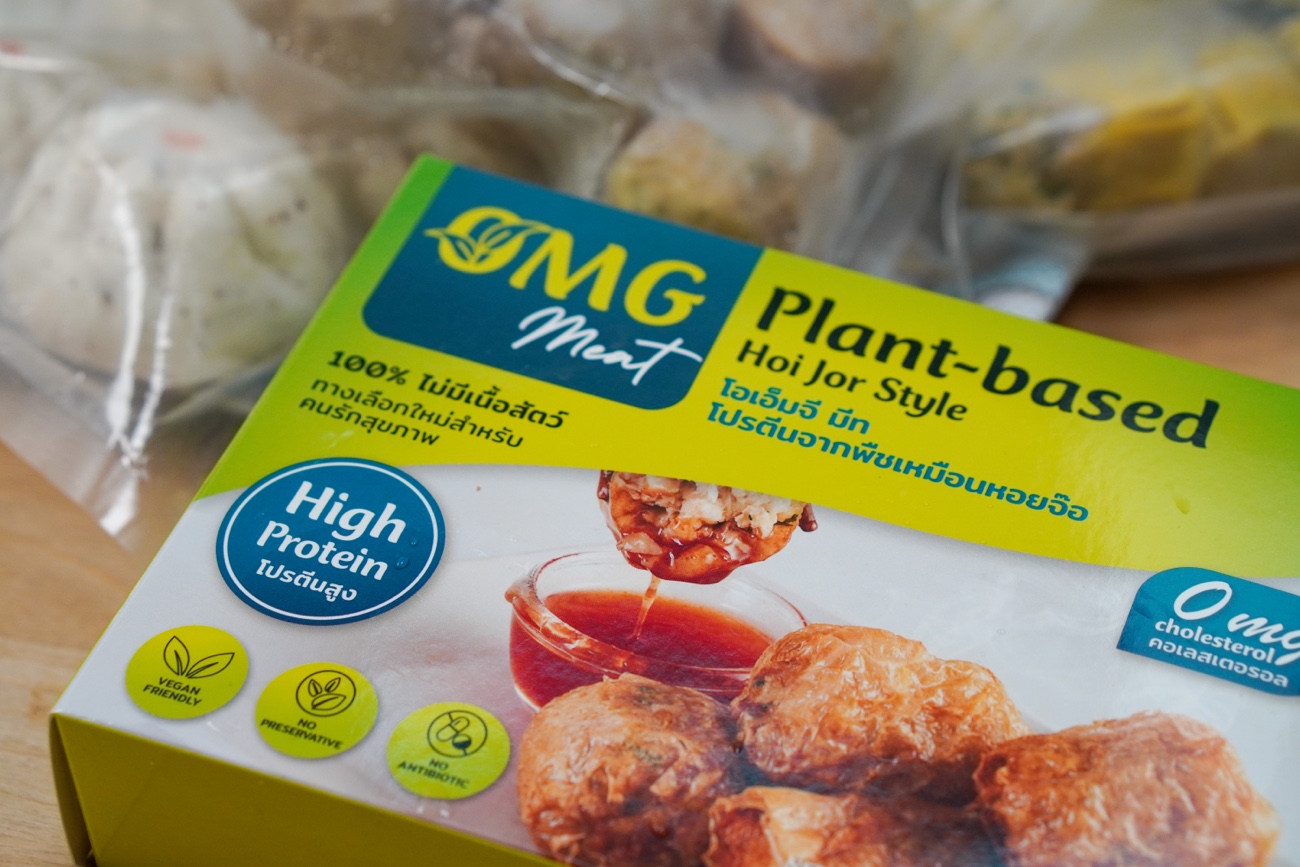 OMG
Meat
100% ไม่มีเนื้อสัตว์
ทางเลือกใหม่สำหรับ
คนรักสุขภาพ
Plant-based
Hoi Jor Style
โอเอ็มจี มีท
โปรตีนจากพืชเหมือนหอยจ๊อ
High
Protein
โปรตีนสูง
VEGAN
FRIENDLY
NO
PRESERVATIVE
NO
ANTIBIOTIC
0 mg
cholesterol
คอเลสเตอรอล